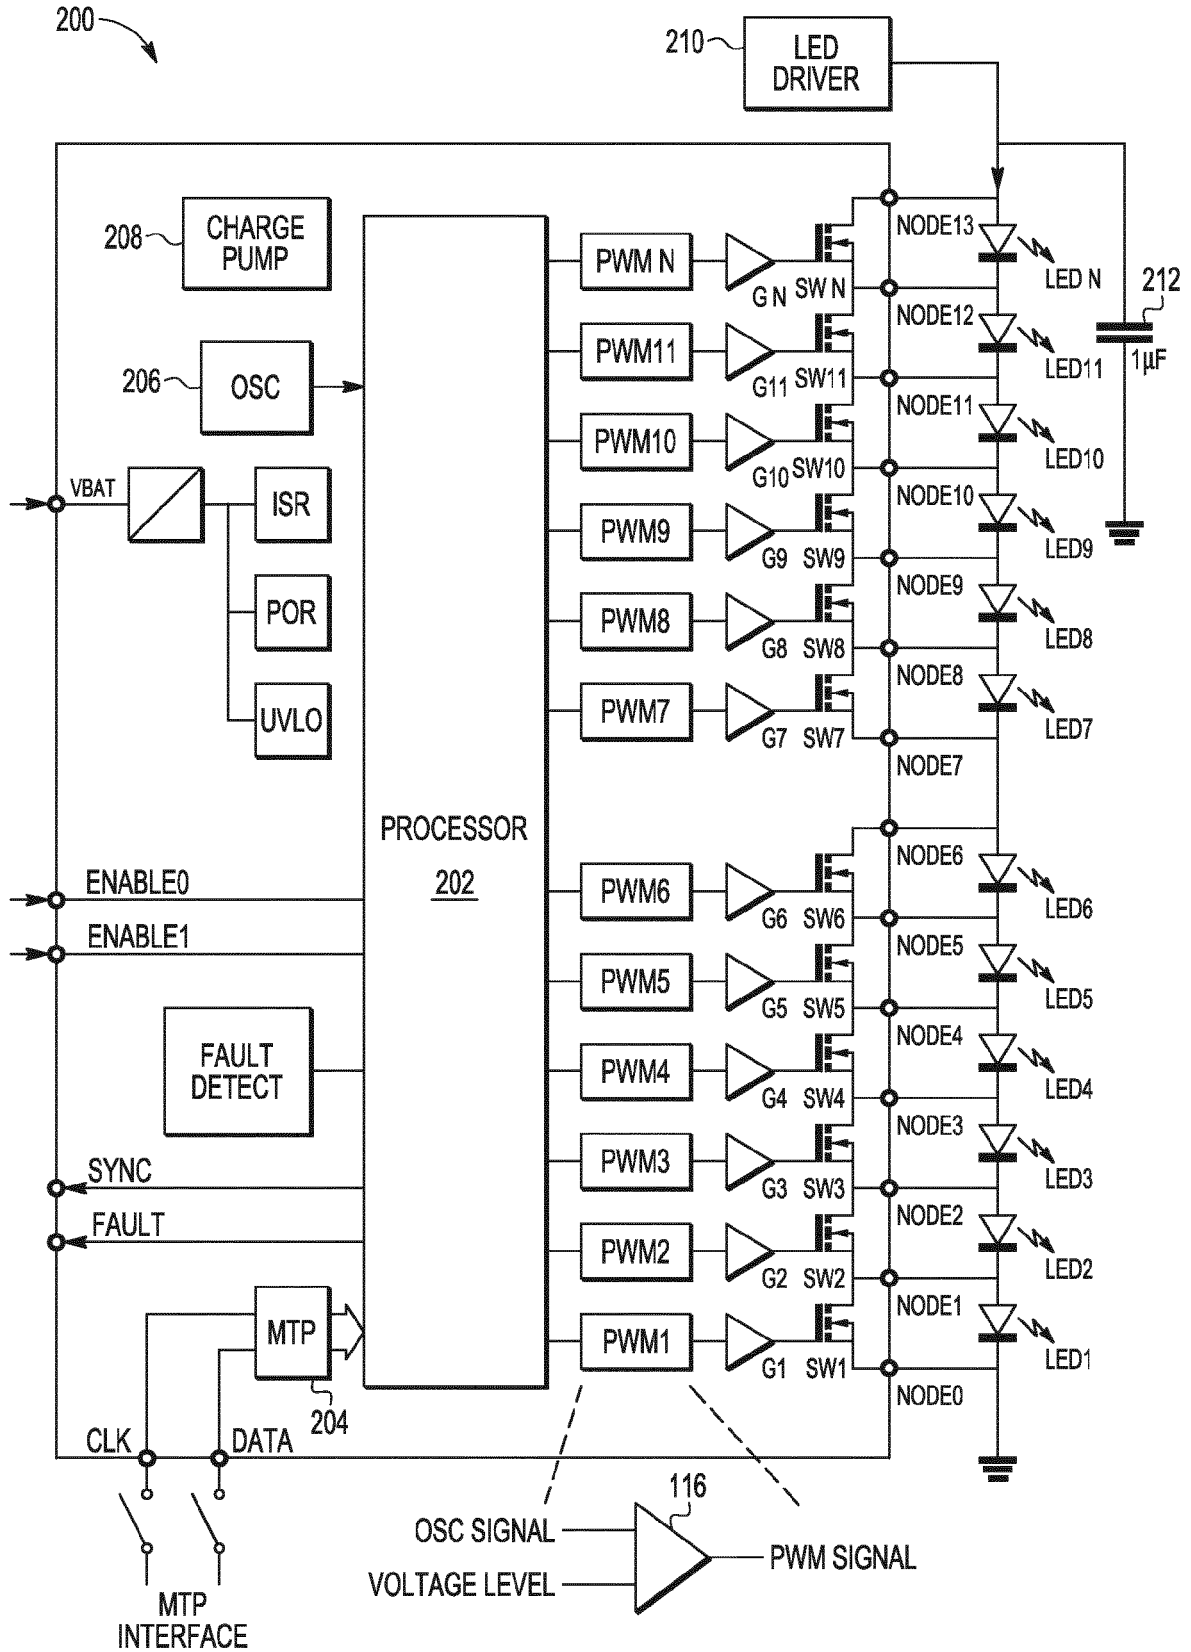 200
210
LED
DRIVER
208
CHARGE
PUMP
206
OSC
VBAT
ISR
POR
UVLO
ENABLE0
ENABLE1
FAULT
DETECT
SYNC
FAULT
MTP
204
CLK
DATA
MTP
INTERFACE
PROCESSOR
202
PWM N
G N
SW N
NODE13
LED N
212
1µF
PWM11
G11
SW11
NODE12
LED11
PWM10
G10
SW10
NODE11
LED10
PWM9
G9
SW9
NODE10
LED9
PWM8
G8
SW8
NODE9
LED8
PWM7
G7
SW7
NODE8
LED7
NODE7
PWM6
G6
SW6
NODE6
LED6
PWM5
G5
SW5
NODE5
LED5
PWM4
G4
SW4
NODE4
LED4
PWM3
G3
SW3
NODE3
LED3
PWM2
G2
SW2
NODE2
LED2
PWM1
G1
SW1
NODE1
LED1
NODE0
116
OSC SIGNAL
VOLTAGE LEVEL
PWM SIGNAL